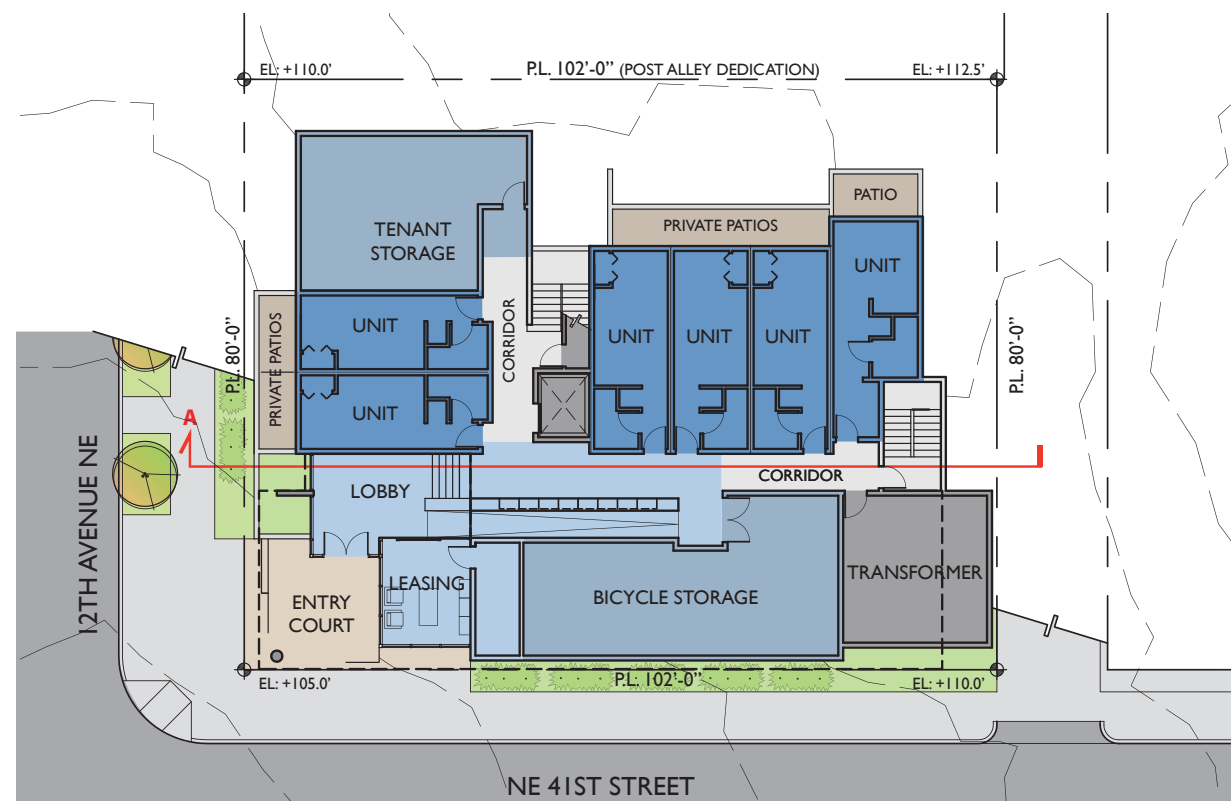 EL: +110.0'
P.L. 102'-0" (POST ALLEY DEDICATION)
EL: +112.5'
PATIO
PRIVATE PATIOS
TENANT
STORAGE
UNIT
UNIT
UNIT
UNIT
UNIT
UNIT
CORRIDOR
PRIVATE PATIOS
P.L. 80'-0"
P.L. 80'-0"
A
LOBBY
CORRIDOR
12TH AVENUE NE
LEASING
ENTRY
COURT
BICYCLE STORAGE
TRANSFORMER
EL: +105.0'
P.L. 102'-0"
EL: +110.0'
NE 41ST STREET